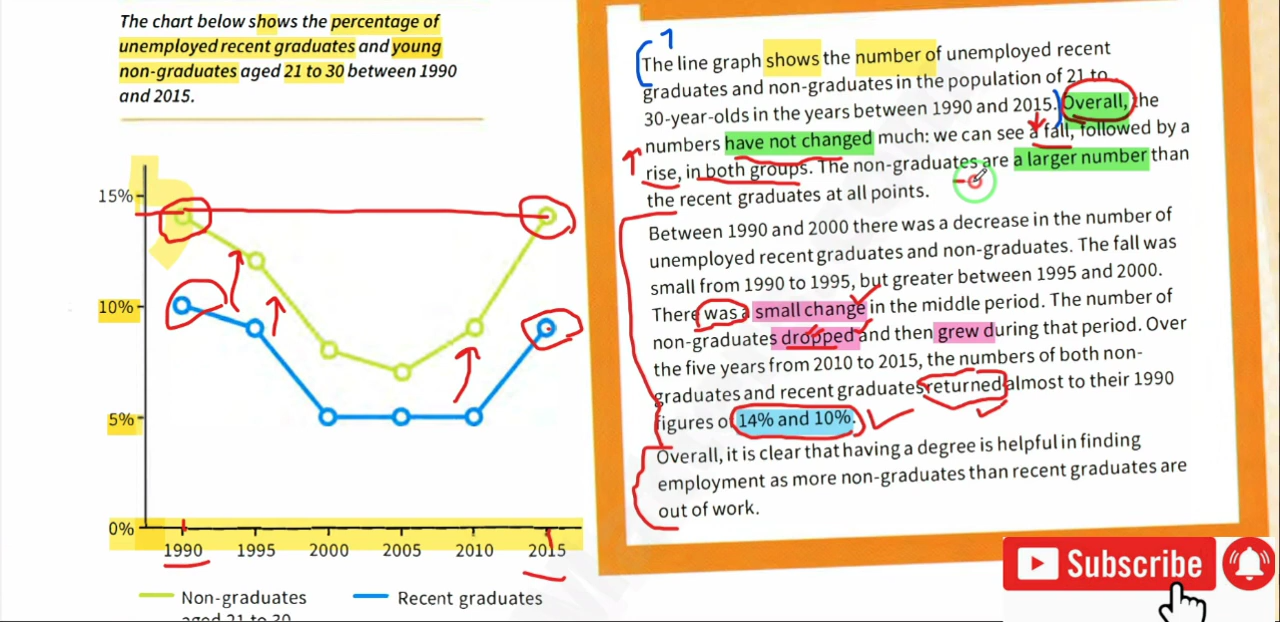 The chart below shows the percentage of
unemployed recent graduates and young
non-graduates aged 21 to 30 between 1990
and 2015.
15%
10%
5%
0%
1990 1995 2000 2005 2010 2015
Non-graduates
aged 21 to 30
Recent graduates
1
The line graph shows the number of unemployed recent
graduates and non-graduates in the population of 21 to
30-year-olds in the years between 1990 and 2015. Overall, the
numbers have not changed much: we can see a fall, followed by a
rise, in both groups. The non-graduates are a larger number than
the recent graduates at all points.
Between 1990 and 2000 there was a decrease in the number of
unemployed recent graduates and non-graduates. The fall was
small from 1990 to 1995, but greater between 1995 and 2000.
There was a small change in the middle period. The number of
non-graduates dropped and then grew during that period. Over
the five years from 2010 to 2015, the numbers of both non-
graduates and recent graduates returned almost to their 1990
figures of 14% and 10%.
Overall, it is clear that having a degree is helpful in finding
employment as more non-graduates than recent graduates are
out of work.
Subscribe